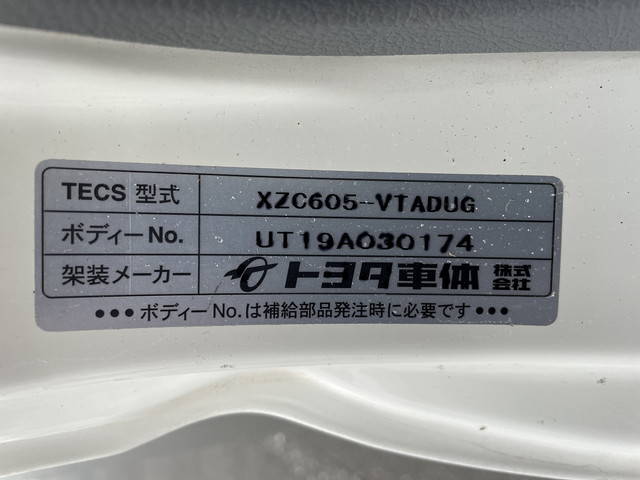 TECS 型式 XZC605-VTADUG
ボディーNo. UT19A030174
架装メーカー トヨタ車体 株式会社
●●●ボディーNo.は補給部品発注時に必要です●●●